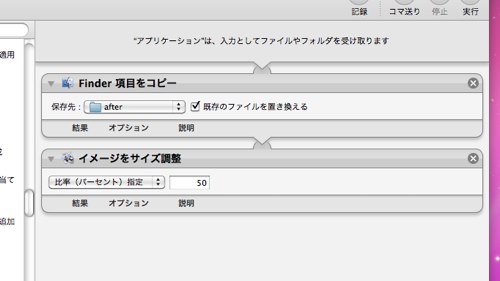 記録 コマ送り 停止 実行
適用
"アプリケーション"は、入力としてファイルやフォルダを受け取ります
Finder 項目をコピー
保存先： after 既存のファイルを置き換える
結果 オプション 説明
イメージをサイズ調整
当て
比率（パーセント）指定 50
結果 オプション 説明
追加